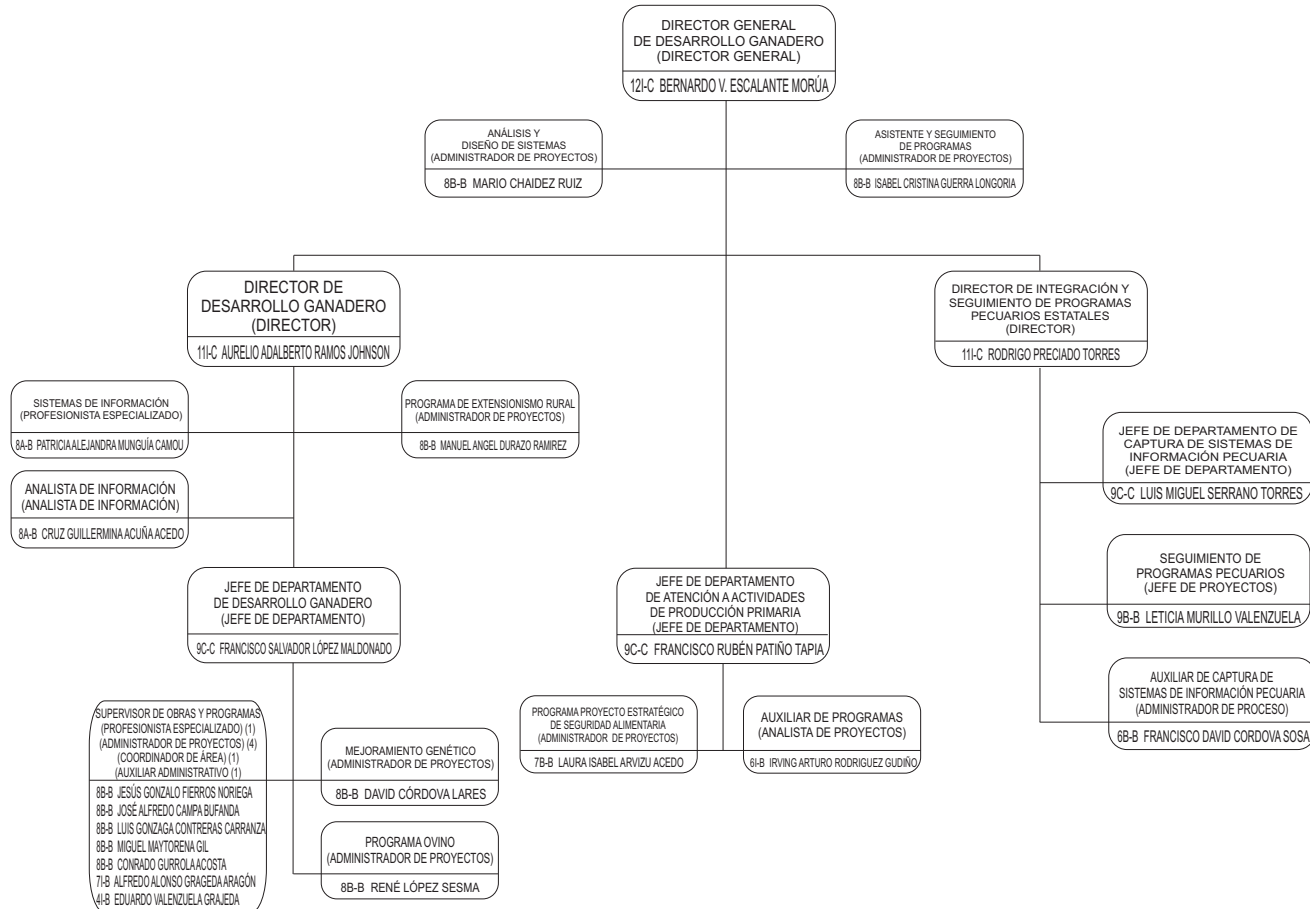 DIRECTOR GENERAL
DE DESARROLLO GANADERO
(DIRECTOR GENERAL)
12I-C BERNARDO V. ESCALANTE MORÚA
ANÁLISIS Y
DISEÑO DE SISTEMAS
(ADMINISTRADOR DE PROYECTOS)
8B-B MARIO CHAIDEZ RUIZ
ASISTENTE Y SEGUIMIENTO
DE PROGRAMAS
(ADMINISTRADOR DE PROYECTOS)
8B-B ISABEL CRISTINA GUERRA LONGORIA
DIRECTOR DE
DESARROLLO GANADERO
(DIRECTOR)
11I-C AURELIO ADALBERTO RAMOS JOHNSON
DIRECTOR DE INTEGRACIÓN Y
SEGUIMIENTO DE PROGRAMAS
PECUARIOS ESTATALES
(DIRECTOR)
11I-C RODRIGO PRECIADO TORRES
SISTEMAS DE INFORMACIÓN
(PROFESIONISTA ESPECIALIZADO)
8A-B PATRICIA ALEJANDRA MUNGUÍA CAMOU
PROGRAMA DE EXTENSIONISMO RURAL
(ADMINISTRADOR DE PROYECTOS)
8B-B MANUEL ANGEL DURAZO RAMIREZ
ANALISTA DE INFORMACIÓN
(ANALISTA DE INFORMACIÓN)
8A-B CRUZ GUILLERMINA ACUÑA ACEDO
JEFE DE DEPARTAMENTO DE
CAPTURA DE SISTEMAS DE
INFORMACIÓN PECUARIA
(JEFE DE DEPARTAMENTO)
9C-C LUIS MIGUEL SERRANO TORRES
SEGUIMIENTO DE
PROGRAMAS PECUARIOS
(JEFE DE PROYECTOS)
9B-B LETICIA MURILLO VALENZUELA
AUXILIAR DE CAPTURA DE
SISTEMAS DE INFORMACIÓN PECUARIA
(ADMINISTRADOR DE PROCESO)
6B-B FRANCISCO DAVID CORDOVA SOSA
JEFE DE DEPARTAMENTO
DE DESARROLLO GANADERO
(JEFE DE DEPARTAMENTO)
9C-C FRANCISCO SALVADOR LÓPEZ MALDONADO
JEFE DE DEPARTAMENTO
DE ATENCIÓN A ACTIVIDADES
DE PRODUCCIÓN PRIMARIA
(JEFE DE DEPARTAMENTO)
9C-C FRANCISCO RUBÉN PATIÑO TAPIA
PROGRAMA PROYECTO ESTRATÉGICO
DE SEGURIDAD ALIMENTARIA
(ADMINISTRADOR DE PROYECTOS)
7B-B LAURA ISABEL ARVIZU ACEDO
AUXILIAR DE PROGRAMAS
(ANALISTA DE PROYECTOS)
6I-B IRVING ARTURO RODRIGUEZ GUDIÑO
SUPERVISOR DE OBRAS Y PROGRAMAS
(PROFESIONISTA ESPECIALIZADO) (1)
(ADMINISTRADOR DE PROYECTOS) (4)
(COORDINADOR DE ÁREA) (1)
(AUXILIAR ADMINISTRATIVO (1)
8B-B JESÚS GONZALO FIERROS NORIEGA
8B-B JOSÉ ALFREDO CAMPA BUFANDA
8B-B LUIS GONZAGA CONTRERAS CARRANZA
8B-B MIGUEL MAYTORENA GIL
8B-B CONRADO GURROLA ACOSTA
7I-B ALFREDO ALONSO GRAGEDA ARAGÓN
4I-B EDUARDO VALENZUELA GRAJEDA
MEJORAMIENTO GENÉTICO
(ADMINISTRADOR DE PROYECTOS)
8B-B DAVID CÓRDOVA LARES
PROGRAMA OVINO
(ADMINISTRADOR DE PROYECTOS)
8B-B RENÉ LÓPEZ SESMA